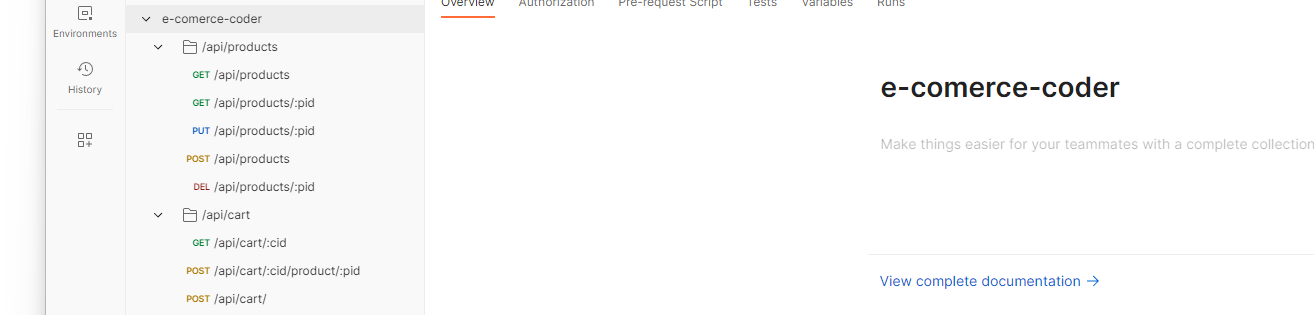 Overview Authorization Pre-request Script Tests Variables Runs
Environments
History
e-comerce-coder
/api/products
GET /api/products
GET /api/products/:pid
PUT /api/products/:pid
POST /api/products
DEL /api/products/:pid
/api/cart
GET /api/cart/:cid
POST /api/cart/:cid/product/:pid
POST /api/cart/
e-comerce-coder
Make things easier for your teammates with a complete collection
View complete documentation →